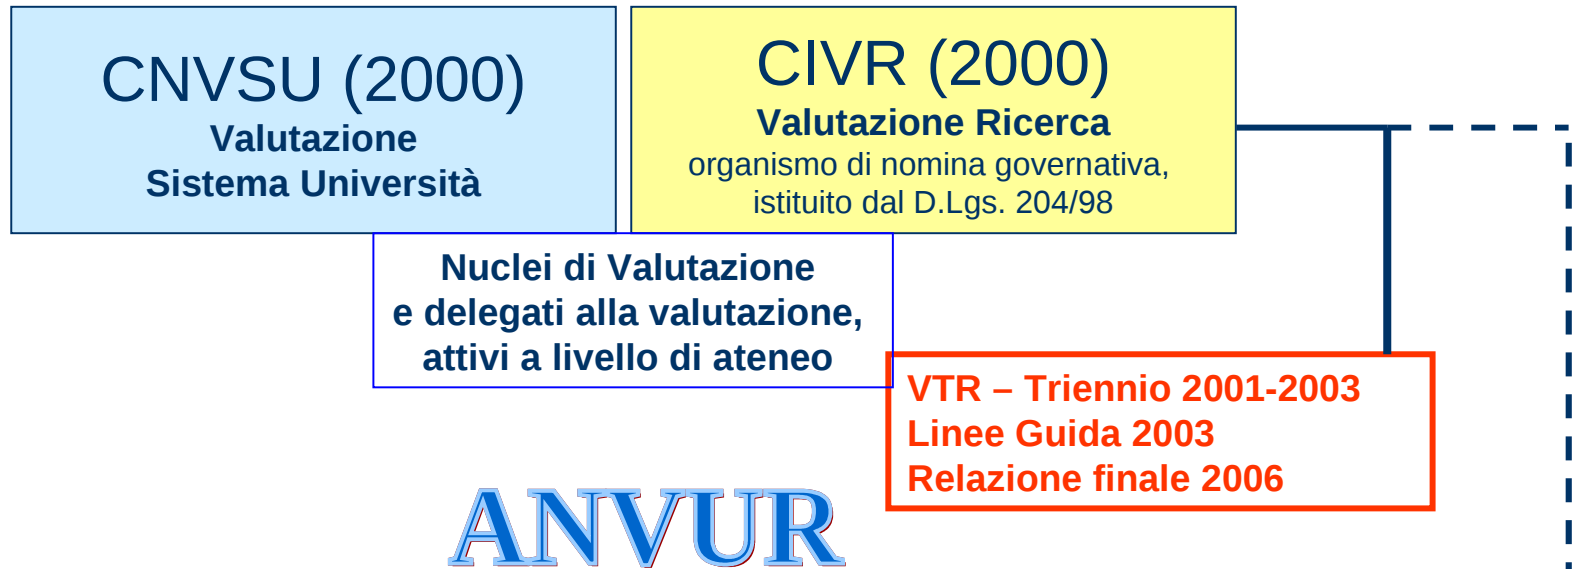 CNVSU (2000)
Valutazione
Sistema Università
CIVR (2000)
Valutazione Ricerca
organismo di nomina governativa,
istituito dal D.Lgs. 204/98
Nuclei di Valutazione
e delegati alla valutazione,
attivi a livello di ateneo
VTR – Triennio 2001-2003
Linee Guida 2003
Relazione finale 2006
ANVUR